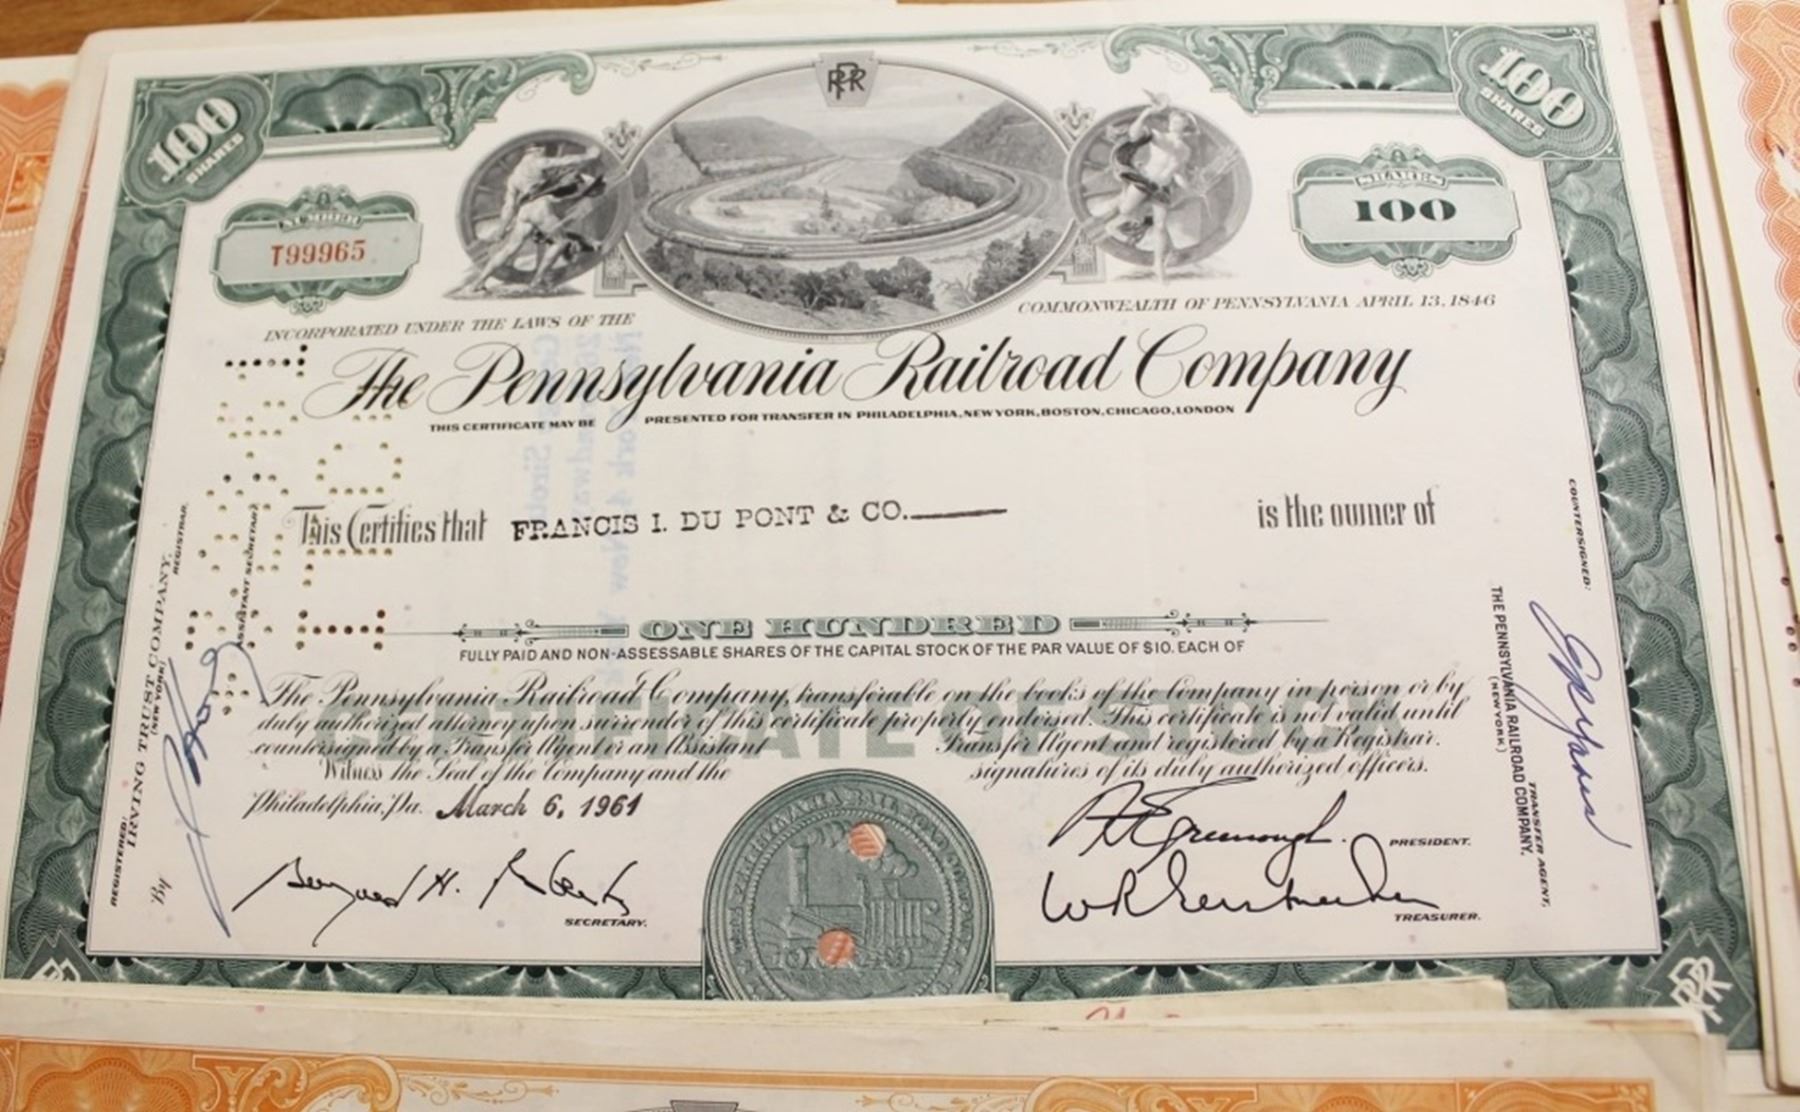 100 SHARES
PRR
100 SHARES
NUMBER
T99965
SHARES
100
INCORPORATED UNDER THE LAWS OF THE
COMMONWEALTH OF PENNSYLVANIA APRIL 13, 1846
The Pennsylvania Railroad Company
THIS CERTIFICATE MAY BE PRESENTED FOR TRANSFER IN PHILADELPHIA, NEW YORK, BOSTON, CHICAGO, LONDON
This Certifies that FRANCIS I. DU PONT & CO. is the owner of
ONE HUNDRED
FULLY PAID AND NON-ASSESSABLE SHARES OF THE CAPITAL STOCK OF THE PAR VALUE OF $10. EACH OF
The Pennsylvania Railroad Company, transferable on the books of the Company in person or by
duly authorized attorney upon surrender of this certificate properly endorsed. This certificate is not valid until
countersigned by a Transfer Agent or an Assistant Transfer Agent and registered by a Registrar.
Witness the Seal of the Company and the signatures of its duly authorized officers.
CERTIFICATE OF STOCK
Philadelphia, Pa. March 6, 1961
PRESIDENT.
SECRETARY.
TREASURER.
REGISTERED:
IRVING TRUST COMPANY,
(NEW YORK)
REGISTRAR.
By
ASSISTANT SECRETARY
COUNTERSIGNED:
THE PENNSYLVANIA RAILROAD COMPANY,
(NEW YORK)
TRANSFER AGENT,
PRR
PRR